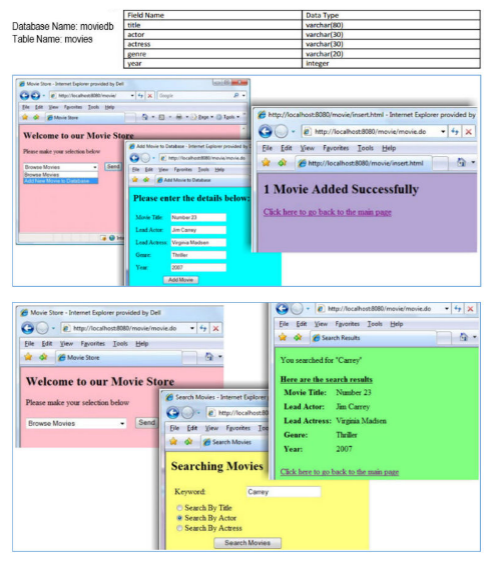 Database Name: moviedb
Table Name: movies
Field Name Data Type
title varchar(80)
actor varchar(30)
actress varchar(30)
genre varchar(20)
year integer
Movie Store - Internet Explorer provided by Dell
http://localhost:8080/movie/
Google
File Edit View Favorites Tools Help
Movie Store
Page Tools
Welcome to our Movie Store
Please make your selection below
Browse Movies Send
Browse Movies
Add New Movie to Database
Add Movie to Database - Internet Explorer provided by Dell
http://localhost:8080/movie/movie.do
File Edit View Favorites Tools Help
Add Movie to Database
Please enter the details below:
Movie Title: Number 23
Lead Actor: Jim Carrey
Lead Actress: Virginia Madsen
Genre: Thriller
Year: 2007
Add Movie
http://localhost:8080/movie/insert.html - Internet Explorer provided by
http://localhost:8080/movie/movie.do
File Edit View Favorites Tools Help
http://localhost:8080/movie/insert.html
1 Movie Added Successfully
Click here to go back to the main page
Movie Store - Internet Explorer provided by Dell
http://localhost:8080/movie/movie.do
File Edit View Favorites Tools Help
Movie Store
Welcome to our Movie Store
Please make your selection below
Browse Movies Send
Search Movies - Internet Explorer
http://localhost:8080
File Edit View Favorites
Search Movies
Searching Movies
Keyword: Carrey
Search By Title
Search By Actor
Search By Actress
Search Movies
http://localhost:8080/movie/movie.do
File Edit View Favorites Tools Help
Search Results
You searched for "Carrey"
Here are the search results
Movie Title: Number 23
Lead Actor: Jim Carrey
Lead Actress: Virginia Madsen
Genre: Thriller
Year: 2007
Click here to go back to the main page